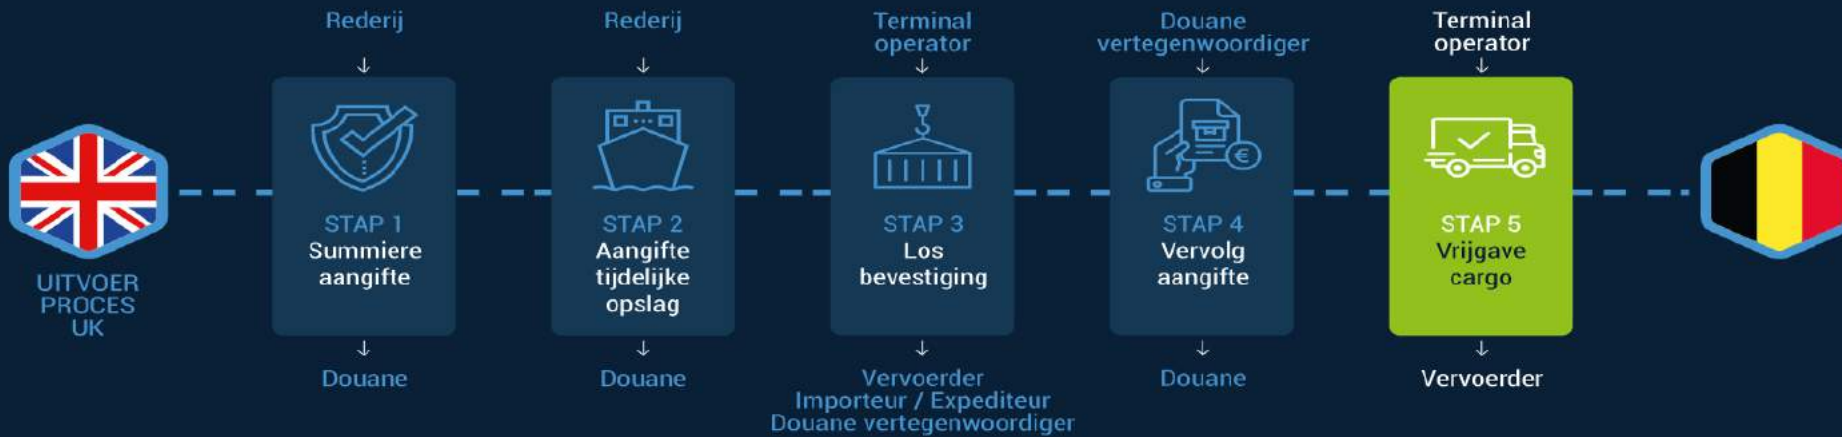 UITVOER
PROCES
UK
Rederij
STAP 1
Summiere
aangifte
Douane
Rederij
STAP 2
Aangifte
tijdelijke
opslag
Douane
Terminal
operator
STAP 3
Los
bevestiging
Vervoerder
Importeur / Expediteur
Douane vertegenwoordiger
Douane
vertegenwoordiger
STAP 4
Vervolg
aangifte
Douane
Terminal
operator
STAP 5
Vrijgave
cargo
Vervoerder